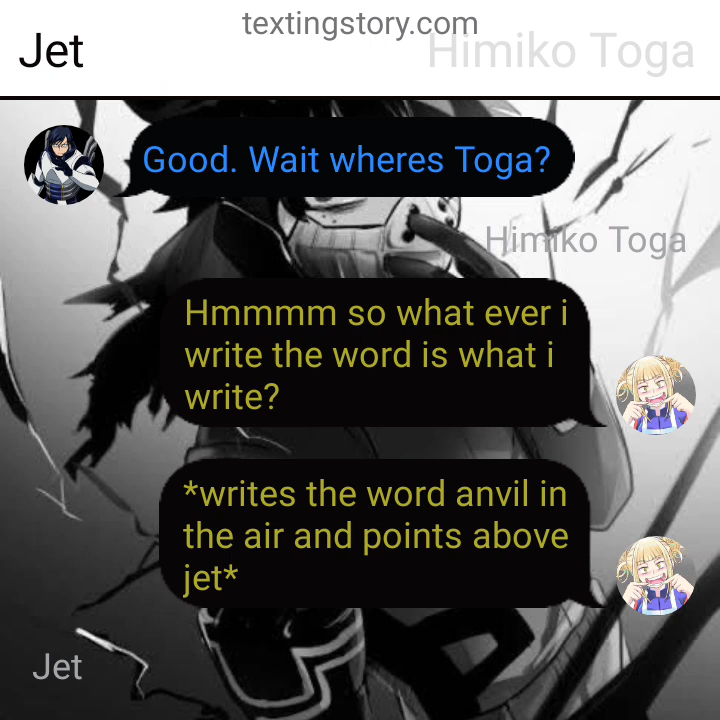 textingstory.com
Jet
Himiko Toga
Good. Wait wheres Toga?
Himiko Toga
Hmmmm so what ever i
write the word is what i
write?
*writes the word anvil in
the air and points above
jet*
Jet